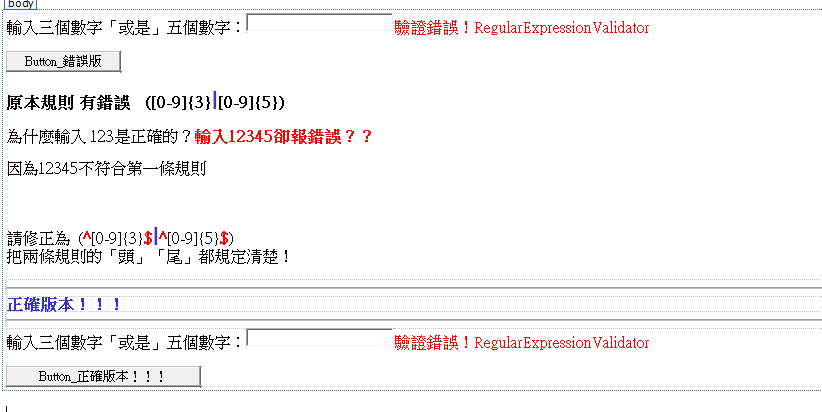 body
輸入三個數字「或是」五個數字：驗證錯誤！RegularExpressionValidator
Button_錯誤版
原本規則 有錯誤 ([0-9]{3}|[0-9]{5})
為什麼輸入 123是正確的？輸入12345卻報錯誤？？
因為12345不符合第一條規則
請修正為 (^[0-9]{3}$|^[0-9]{5}$)
把兩條規則的「頭」「尾」都規定清楚！
正確版本！！！
輸入三個數字「或是」五個數字：驗證錯誤！RegularExpressionValidator
Button_正確版本！！！